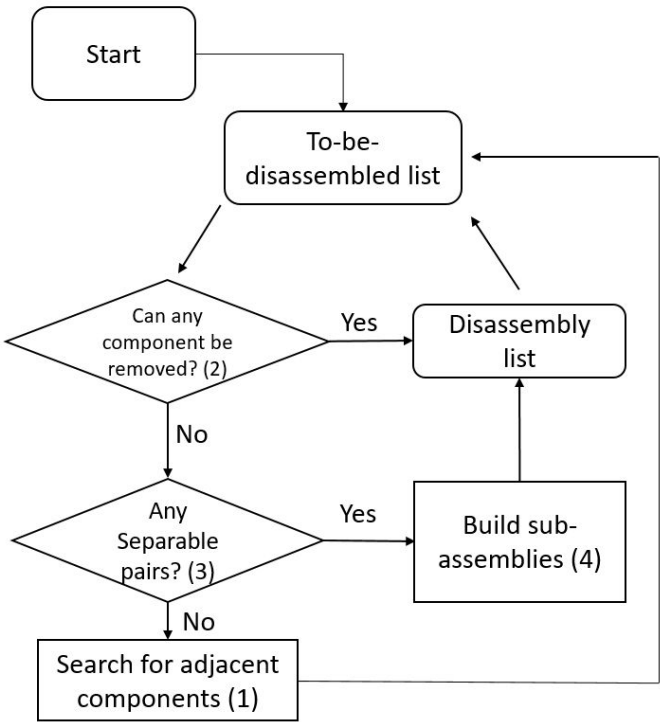 Start
To-be-
disassembled list
Can any
component be
removed? (2)
Yes
Disassembly
list
No
Any
Separable
pairs? (3)
Yes
Build sub-
assemblies (4)
No
Search for adjacent
components (1)